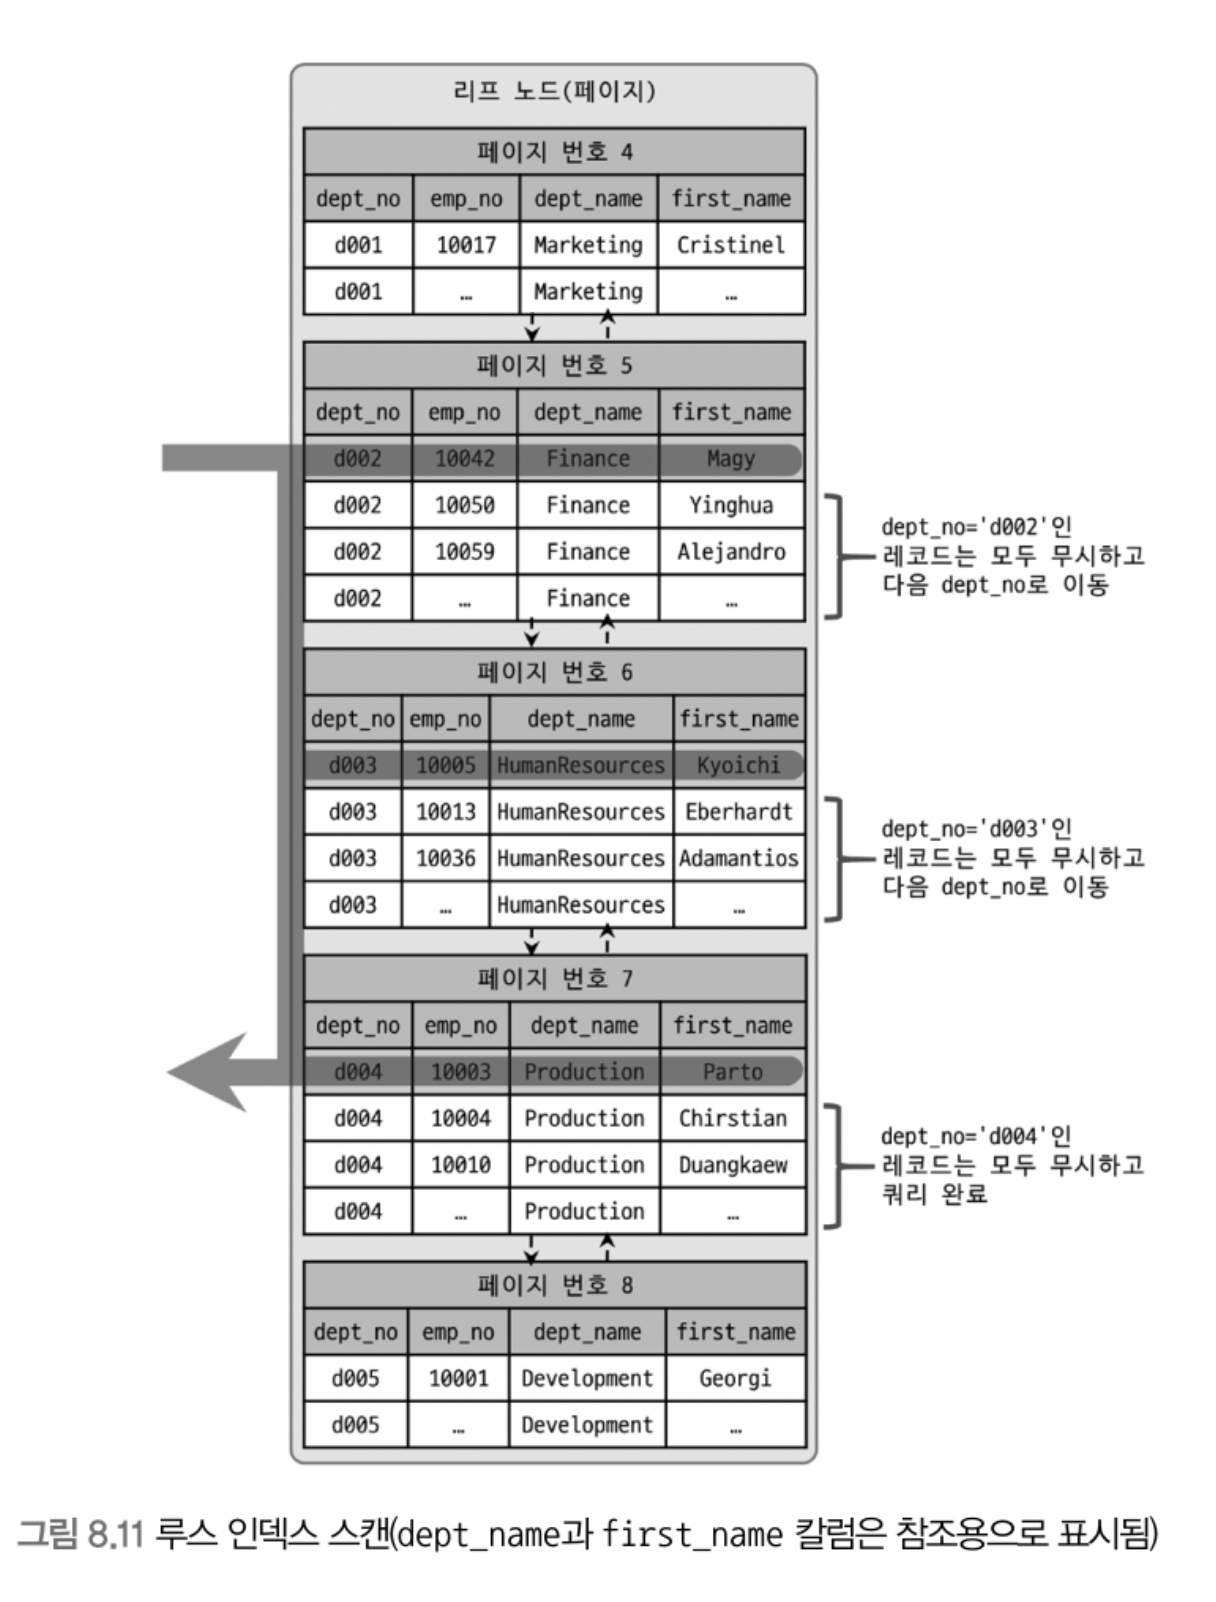 리프 노드(페이지)
페이지 번호 4
dept_no emp_no dept_name first_name
d001 10017 Marketing Cristinel
d001 … Marketing …
페이지 번호 5
dept_no emp_no dept_name first_name
d002 10042 Finance Magy
d002 10050 Finance Yinghua
d002 10059 Finance Alejandro
d002 … Finance …
dept_no='d002'인
레코드는 모두 무시하고
다음 dept_no로 이동
페이지 번호 6
dept_no emp_no dept_name first_name
d003 10005 HumanResources Kyoichi
d003 10013 HumanResources Eberhardt
d003 10036 HumanResources Adamantios
d003 … HumanResources …
dept_no='d003'인
레코드는 모두 무시하고
다음 dept_no로 이동
페이지 번호 7
dept_no emp_no dept_name first_name
d004 10003 Production Parto
d004 10004 Production Chirstian
d004 10010 Production Duangkaew
d004 … Production …
dept_no='d004'인
레코드는 모두 무시하고
쿼리 완료
페이지 번호 8
dept_no emp_no dept_name first_name
d005 10001 Development Georgi
d005 … Development …
그림 8.11 루스 인덱스 스캔(dept_name과 first_name 칼럼은 참조용으로 표시됨)